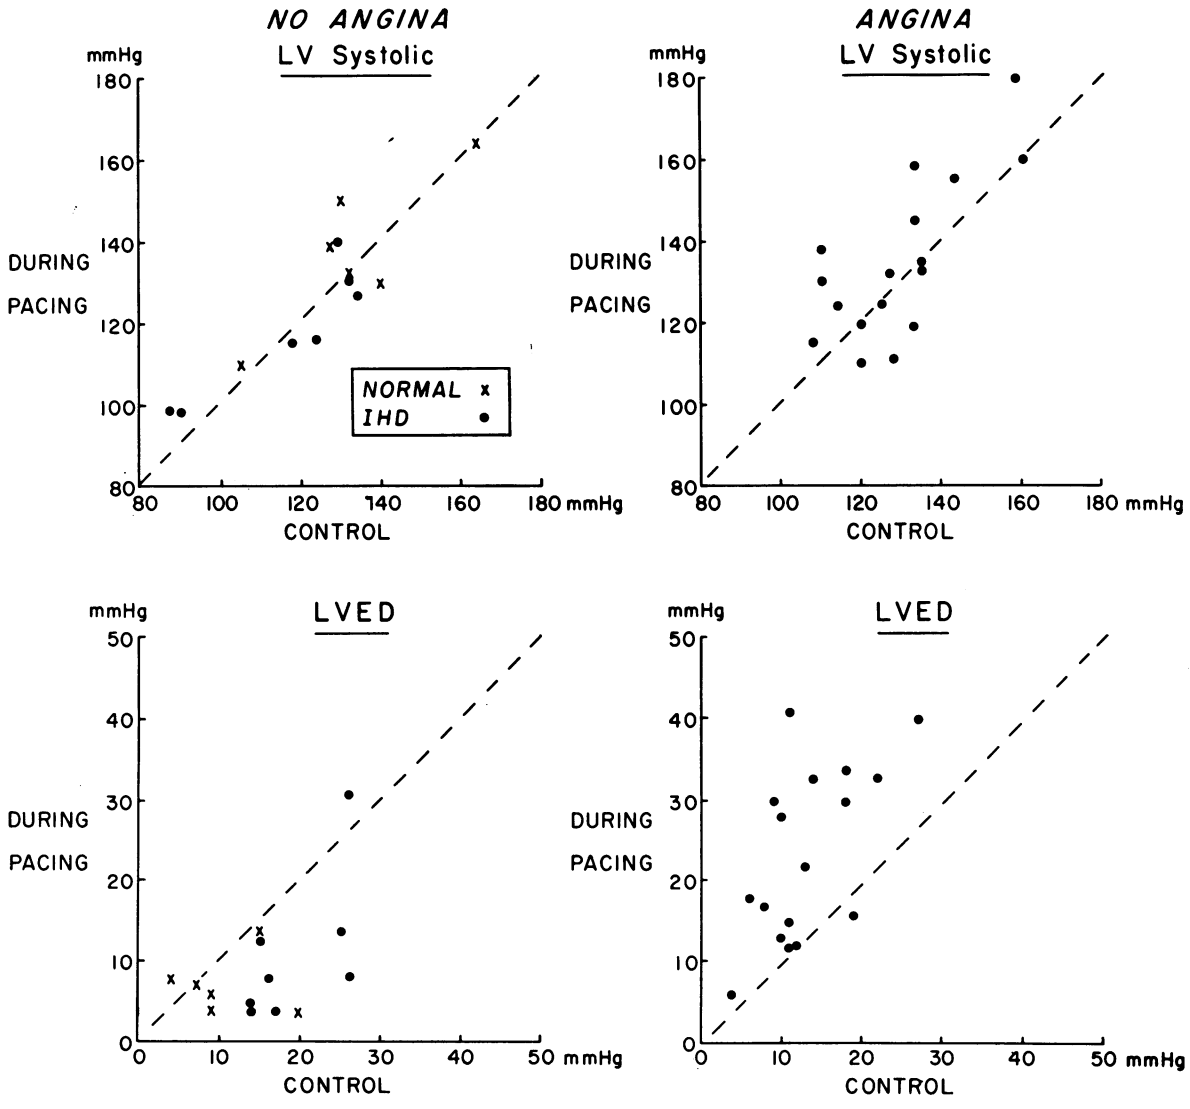 NO ANGINA
LV Systolic
mmHg
180
160
140
DURING
PACING
120
100
80
NORMAL x
IHD ●
80 100 120 140 160 180 mmHg
CONTROL
ANGINA
LV Systolic
mmHg
180
160
140
DURING
PACING
120
100
80
80 100 120 140 160 180 mmHg
CONTROL
LVED
mmHg
50
40
30
DURING
PACING
20
10
0
0 10 20 30 40 50 mmHg
CONTROL
LVED
mmHg
50
40
30
DURING
PACING
20
10
0
0 10 20 30 40 50 mmHg
CONTROL